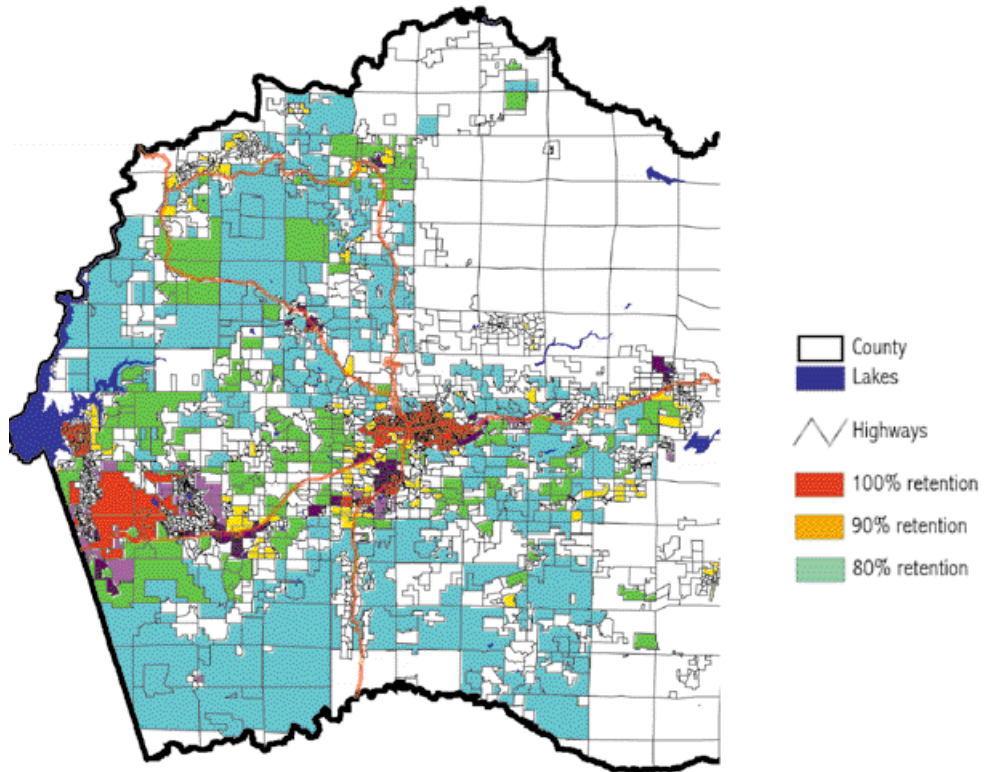 County
Lakes
Highways
100% retention
90% retention
80% retention